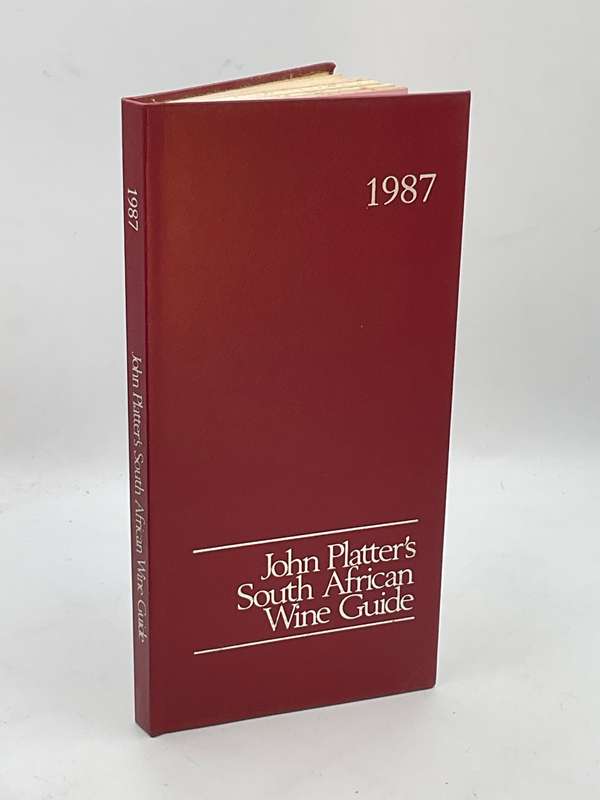 1987
John Platter's
South African
Wine Guide
1987
John Platter's South African Wine Guide